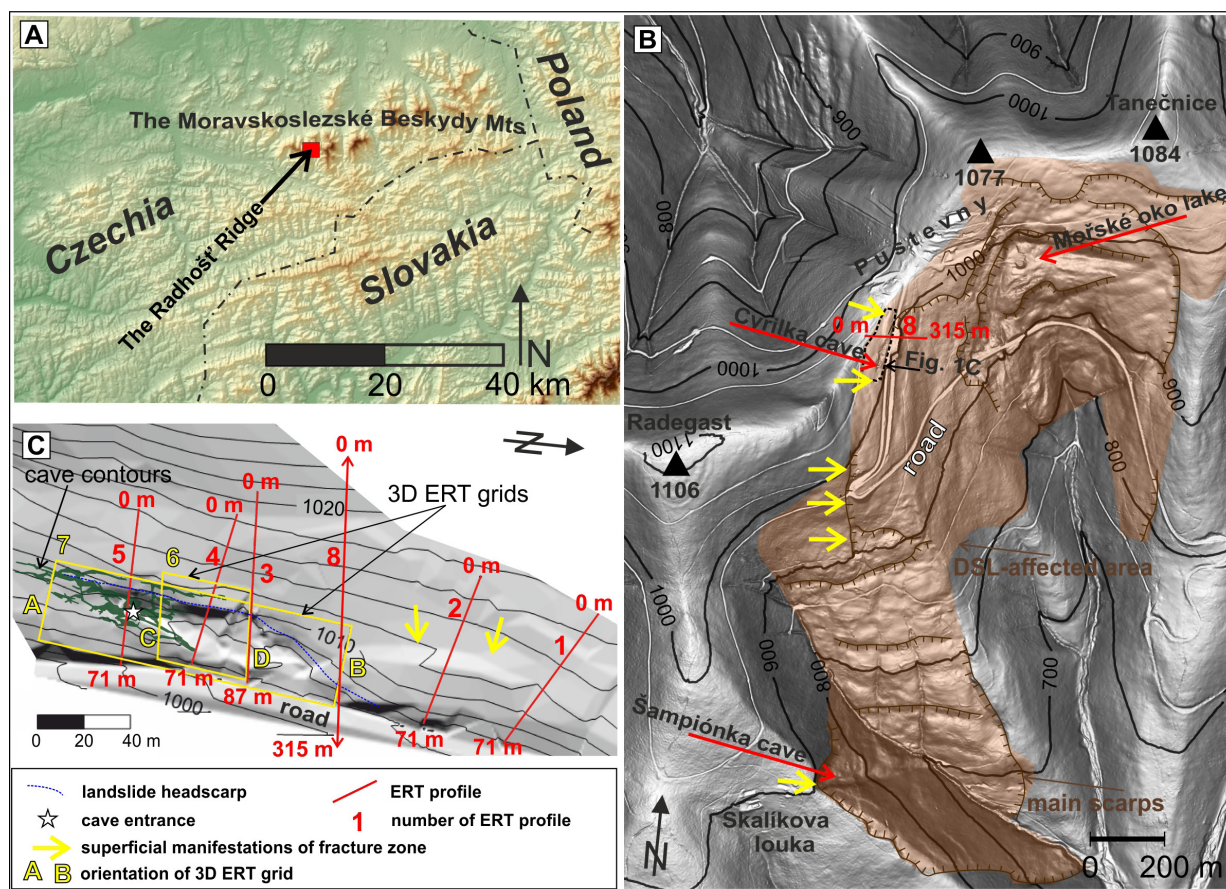 A
The Moravskoslezské Beskydy Mts
Poland
Czechia
Slovakia
The Radhošť Ridge
N
0 20 40 km
B
900
1000
900
Tanečnice
1084
1077
800
Pustevny
Mořské oko lake
1000
0 m 8 315 m
Cyrilka cave
Fig. 1C
1000
900
Radegast
1100
1106
road
800
DSL-affected area
1000
900
800
700
Šampiónka cave
main scarps
Skalíkova
louka
N
0 200 m
C
N
cave contours
0 m
0 m
0 m
0 m
3D ERT grids
1020
7
6
5
4
3
8
0 m
2
0 m
1
A
C
D
1010
B
71 m
71 m
87 m
road
1000
315 m
71 m
71 m
0 20 40 m
landslide headscarp
ERT profile
cave entrance
1 number of ERT profile
superficial manifestations of fracture zone
A B orientation of 3D ERT grid